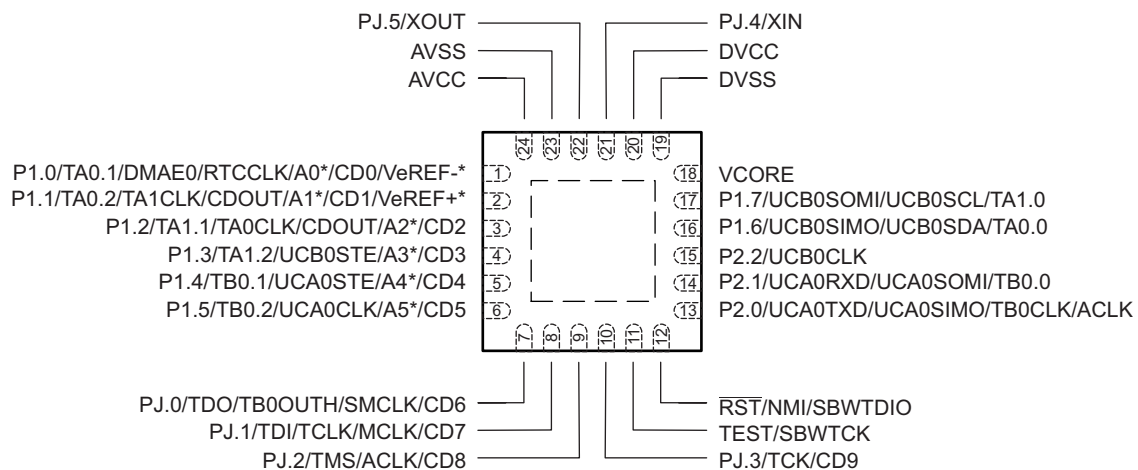 PJ.5/XOUT
PJ.4/XIN
AVSS
DVCC
AVCC
DVSS
24
23
22
21
20
19
P1.0/TA0.1/DMAE0/RTCCLK/A0*/CD0/VeREF-*
1
18
VCORE
P1.1/TA0.2/TA1CLK/CDOUT/A1*/CD1/VeREF+*
2
17
P1.7/UCB0SOMI/UCB0SCL/TA1.0
P1.2/TA1.1/TA0CLK/CDOUT/A2*/CD2
3
16
P1.6/UCB0SIMO/UCB0SDA/TA0.0
P1.3/TA1.2/UCB0STE/A3*/CD3
4
15
P2.2/UCB0CLK
P1.4/TB0.1/UCA0STE/A4*/CD4
5
14
P2.1/UCA0RXD/UCA0SOMI/TB0.0
P1.5/TB0.2/UCA0CLK/A5*/CD5
6
13
P2.0/UCA0TXD/UCA0SIMO/TB0CLK/ACLK
7
8
9
10
11
12
PJ.0/TDO/TB0OUTH/SMCLK/CD6
RST/NMI/SBWTDIO
PJ.1/TDI/TCLK/MCLK/CD7
TEST/SBWTCK
PJ.2/TMS/ACLK/CD8
PJ.3/TCK/CD9